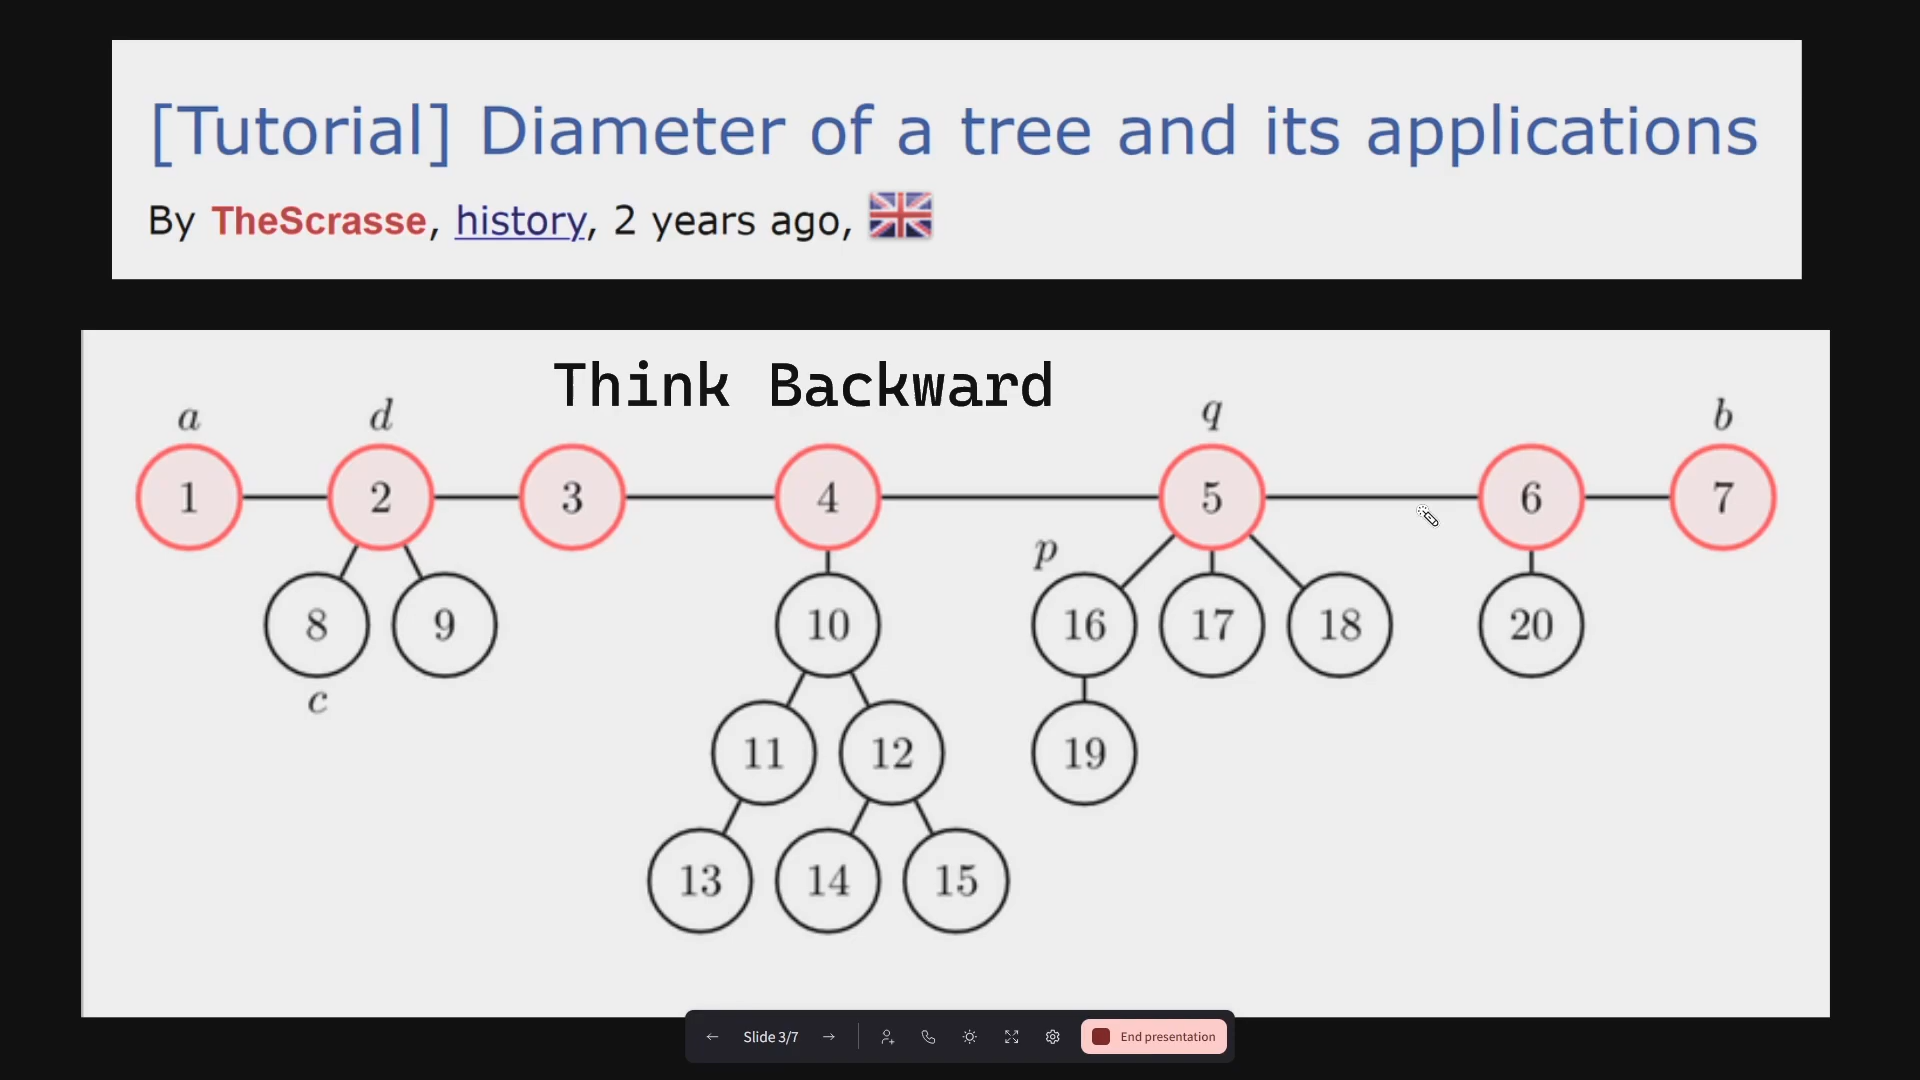 [Tutorial] Diameter of a tree and its applications
By TheScrasse, history, 2 years ago,
Think Backward
a d q b
1 2 3 4 5 6 7
p
8 9 10 16 17 18 20
c
11 12 19
13 14 15
Slide 3/7 End presentation